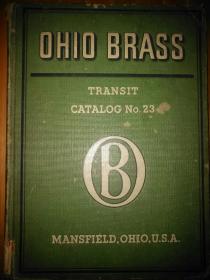 OHIO BRASS
TRANSIT
CATALOG No. 23
OB
MANSFIELD, OHIO, U.S.A.